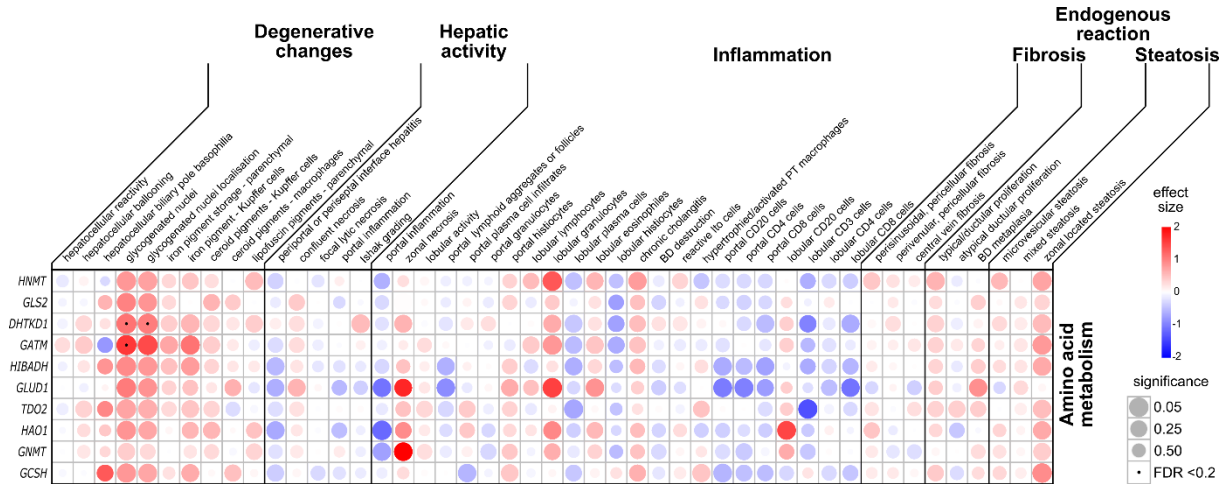 Degenerative
changes
Hepatic
activity
Inflammation
Endogenous
reaction
Fibrosis
Steatosis
hepatocellular reactivity
hepatocellular ballooning
hepatocellular biliary pole basophilia
glycogenated nuclei
glycogenated nuclei localisation
iron pigment storage - parenchymal
iron pigment - Kupffer cells
ceroid pigments - Kupffer cells
ceroid pigments - macrophages
lipofuscin pigments - parenchymal
periportal or periseptal interface hepatitis
confluent necrosis
focal lytic necrosis
portal inflammation
Ishak grading
portal inflammation
zonal necrosis
lobular activity
portal lymphoid aggregates or follicles
portal plasma cell infiltrates
portal granulocytes
portal histocytes
lobular lymphocytes
lobular granulocytes
lobular plasma cells
lobular eosinophiles
lobular histocytes
chronic cholangitis
BD destruction
reactive Ito cells
hypertrophied/activated PT macrophages
portal CD20 cells
portal CD4 cells
portal CD8 cells
lobular CD20 cells
lobular CD3 cells
lobular CD4 cells
lobular CD8 cells
perisinusoidal, pericellular fibrosis
perivenular, pericellular fibrosis
central vein fibrosis
typical ductular proliferation
atypical ductular proliferation
BD metaplasia
microvesicular steatosis
mixed steatosis
zonal located steatosis
HNMT
GLS2
DHTKD1
GATM
HIBADH
GLUD1
TDO2
HAO1
GNMT
GCSH
Amino acid
metabolism
effect
size
2
1
0
-1
-2
significance
0.05
0.25
0.50
FDR <0.2